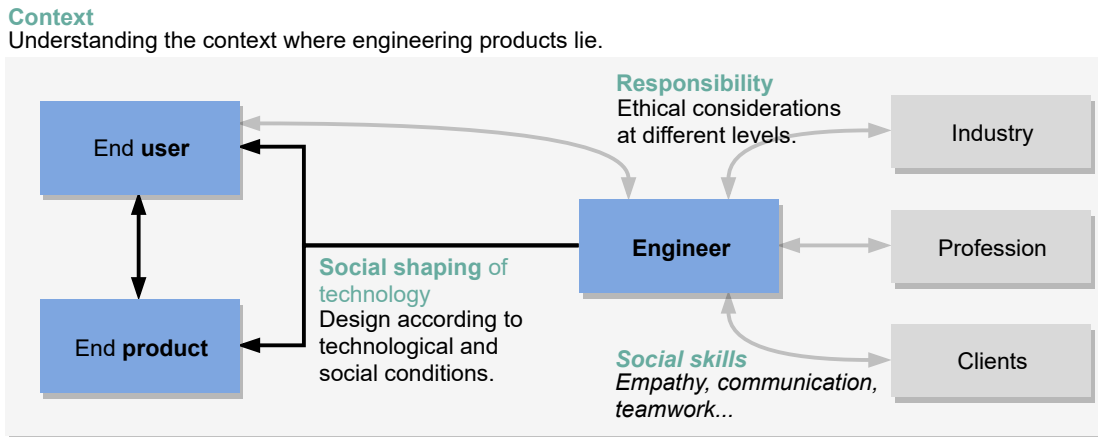 Context
Understanding the context where engineering products lie.
Responsibility
Ethical considerations
at different levels.
End user
Industry
Engineer
Profession
Social shaping of
technology
Design according to
technological and
social conditions.
End product
Social skills
Empathy, communication,
teamwork...
Clients